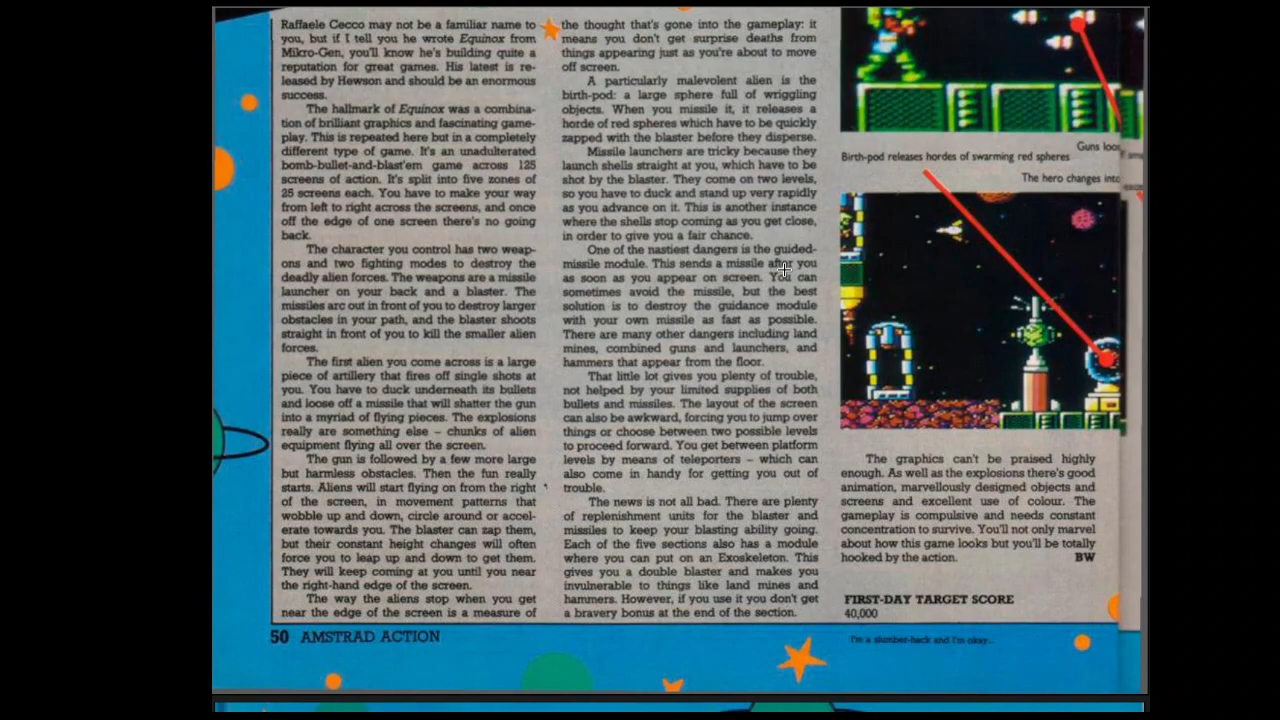 Raffaele Cecco may not be a familiar name to
you, but if I tell you he wrote Equinox from
Mikro-Gen, you'll know he's building quite a
reputation for great games. His latest is re-
leased by Hewson and should be an enormous
success.
The hallmark of Equinox was a combina-
tion of brilliant graphics and fascinating game-
play. This is repeated here but in a completely
different type of game. It's an unadulterated
bomb-bullet-and-blast'em game across 125
screens of action. It's split into five zones of
25 screens each. You have to make your way
from left to right across the screens, and once
off the edge of one screen there's no going
back.
The character you control has two weap-
ons and two fighting modes to destroy the
deadly alien forces. The weapons are a missile
launcher on your back and a blaster. The
missiles arc out in front of you to destroy larger
obstacles in your path, and the blaster shoots
straight in front of you to kill the smaller alien
forces.
The first alien you come across is a large
piece of artillery that fires off single shots at
you. You have to duck underneath its bullets
and loose off a missile that will shatter the gun
into a myriad of flying pieces. The explosions
really are something else – chunks of alien
equipment flying all over the screen.
The gun is followed by a few more large
but harmless obstacles. Then the fun really
starts. Aliens will start flying on from the right
of the screen, in movement patterns that
wobble up and down, circle around or accel-
erate towards you. The blaster can zap them,
but their constant height changes will often
force you to leap up and down to get them.
They will keep coming at you until you near
the right-hand edge of the screen.
The way the aliens stop when you get
near the edge of the screen is a measure of
the thought that's gone into the gameplay: it
means you don't get surprise deaths from
things appearing just as you're about to move
off screen.
A particularly malevolent alien is the
birth-pod: a large sphere full of wriggling
objects. When you missile it, it releases a
horde of red spheres which have to be quickly
zapped with the blaster before they disperse.
Missile launchers are tricky because they
launch shells straight at you, which have to be
shot by the blaster. They come on two levels,
so you have to duck and stand up very rapidly
as you advance on it. This is another instance
where the shells stop coming as you get close,
in order to give you a fair chance.
One of the nastiest dangers is the guided-
missile module. This sends a missile after you
as soon as you appear on screen. You can
sometimes avoid the missile, but the best
solution is to destroy the guidance module
with your own missile as fast as possible.
There are many other dangers including land
mines, combined guns and launchers, and
hammers that appear from the floor.
That little lot gives you plenty of trouble,
not helped by your limited supplies of both
bullets and missiles. The layout of the screen
can also be awkward, forcing you to jump over
things or choose between two possible levels
to proceed forward. You get between platform
levels by means of teleporters – which can
also come in handy for getting you out of
trouble.
The news is not all bad. There are plenty
of replenishment units for the blaster and
missiles to keep your blasting ability going.
Each of the five sections also has a module
where you can put on an Exoskeleton. This
gives you a double blaster and makes you
invulnerable to things like land mines and
hammers. However, if you use it you don't get
a bravery bonus at the end of the section.
Guns loos
Birth-pod releases hordes of swarming red spheres
The hero changes into
The graphics can't be praised highly
enough. As well as the explosions there's good
animation, marvellously designed objects and
screens and excellent use of colour. The
gameplay is compulsive and needs constant
concentration to survive. You'll not only marvel
about how this game looks but you'll be totally
hooked by the action. BW
FIRST-DAY TARGET SCORE
40,000
50 AMSTRAD ACTION
I'm a slumber-hack and I'm okay...